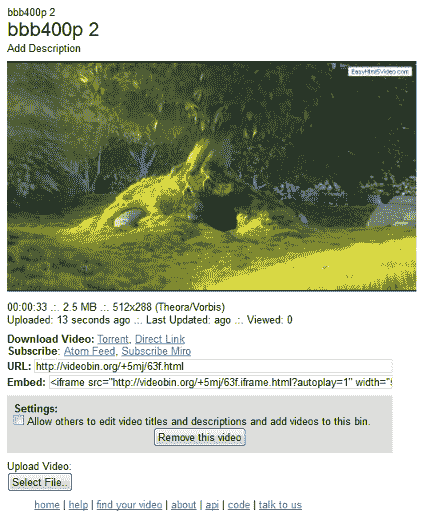 bbb400p 2
bbb400p 2
Add Description
EasyHtml5Video.com
00:00:33 .:. 2.5 MB .:. 512x288 (Theora/Vorbis)
Uploaded: 13 seconds ago .:. Last Updated: ago .:. Viewed: 0
Download Video: Torrent, Direct Link
Subscribe: Atom Feed, Subscribe Miro
URL: http://videobin.org/+5mj/63f.html
Embed: <iframe src="http://videobin.org/+5mj/63f.iframe.html?autoplay=1" width="
Settings:
Allow others to edit video titles and descriptions and add videos to this bin.
Remove this video
Upload Video:
Select File..
home | help | find your video | about | api | code | talk to us